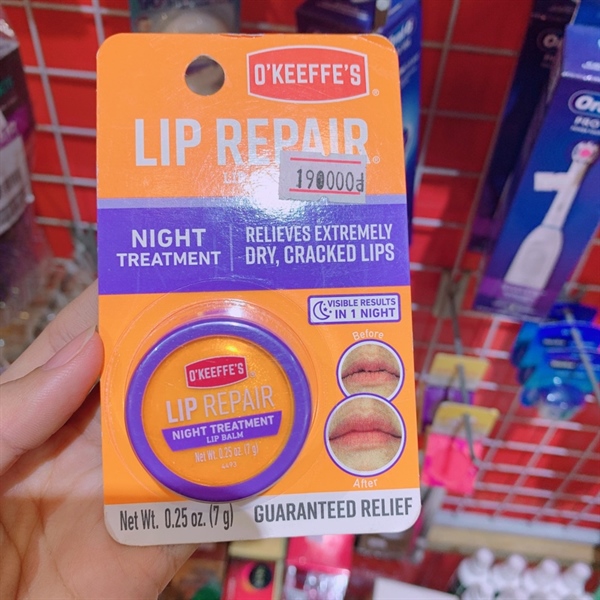 O'KEEFFE'S®
LIP REPAIR®
190000đ
NIGHT
TREATMENT
RELIEVES EXTREMELY
DRY, CRACKED LIPS
VISIBLE RESULTS
IN 1 NIGHT
Before
After
O'KEEFFE'S
LIP REPAIR
NIGHT TREATMENT
LIP BALM
Net Wt. 0.25 oz. (7 g)
Net Wt. 0.25 oz. (7 g)
GUARANTEED RELIEF